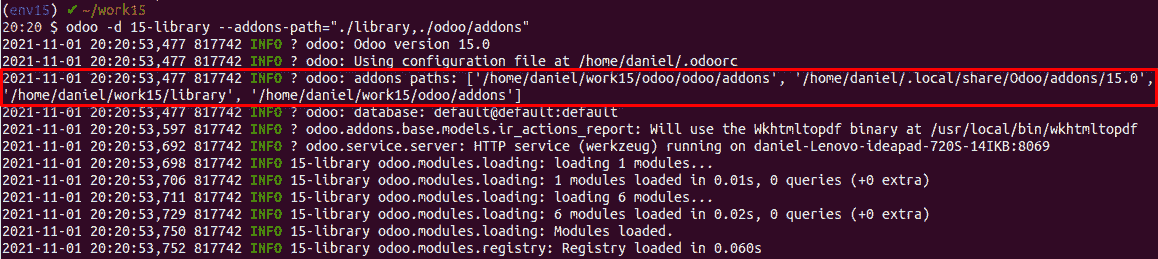 (env15) ✔ ~/work15
20:20 $ odoo -d 15-library --addons-path="./library,./odoo/addons"
2021-11-01 20:20:53,477 817742 INFO ? odoo: Odoo version 15.0
2021-11-01 20:20:53,477 817742 INFO ? odoo: Using configuration file at /home/daniel/.odoorc
2021-11-01 20:20:53,477 817742 INFO ? odoo: addons paths: ['/home/daniel/work15/odoo/odoo/addons', '/home/daniel/.local/share/Odoo/addons/15.0',
'/home/daniel/work15/library', '/home/daniel/work15/odoo/addons']
2021-11-01 20:20:53,477 817742 INFO ? odoo: database: default@default:default
2021-11-01 20:20:53,597 817742 INFO ? odoo.addons.base.models.ir_actions_report: Will use the Wkhtmltopdf binary at /usr/local/bin/wkhtmltopdf
2021-11-01 20:20:53,692 817742 INFO ? odoo.service.server: HTTP service (werkzeug) running on daniel-Lenovo-ideapad-720S-14IKB:8069
2021-11-01 20:20:53,698 817742 INFO 15-library odoo.modules.loading: loading 1 modules...
2021-11-01 20:20:53,706 817742 INFO 15-library odoo.modules.loading: 1 modules loaded in 0.01s, 0 queries (+0 extra)
2021-11-01 20:20:53,711 817742 INFO 15-library odoo.modules.loading: loading 6 modules...
2021-11-01 20:20:53,729 817742 INFO 15-library odoo.modules.loading: 6 modules loaded in 0.02s, 0 queries (+0 extra)
2021-11-01 20:20:53,750 817742 INFO 15-library odoo.modules.loading: Modules loaded.
2021-11-01 20:20:53,752 817742 INFO 15-library odoo.modules.registry: Registry loaded in 0.060s